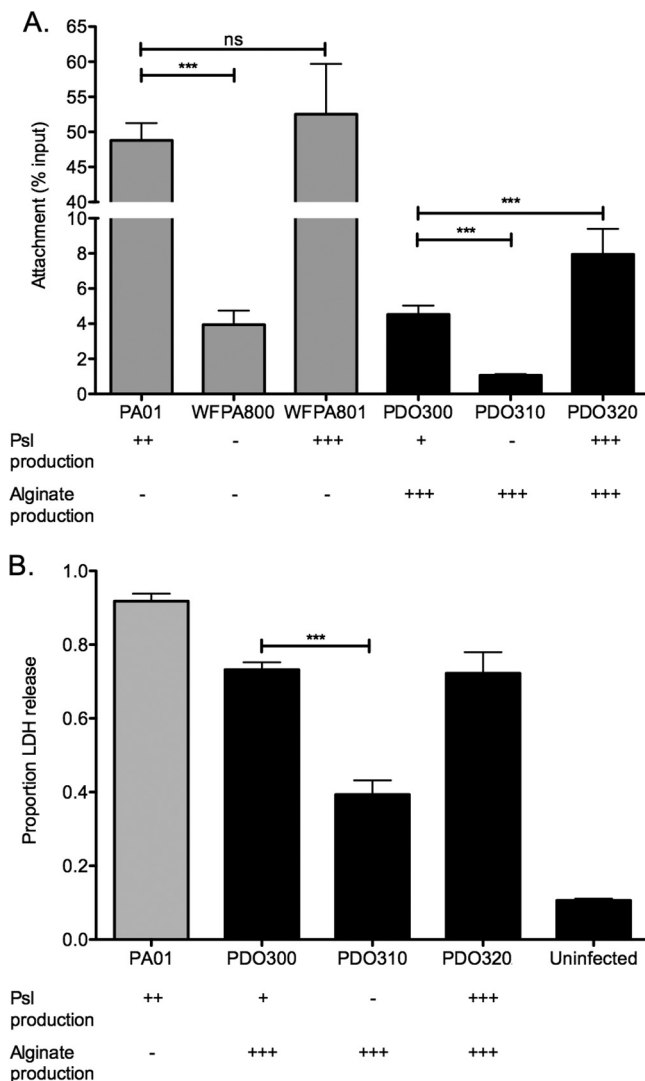 A.
ns
***
***
***
65
60
55
50
45
40
10
8
6
4
2
0
Attachment (% input)
PA01 WFPA800 WFPA801 PDO300 PDO310 PDO320
Psl production ++ - +++ + - +++
Alginate production - - - +++ +++ +++
B.
***
1.0
0.8
0.6
0.4
0.2
0.0
Proportion LDH release
PA01 PDO300 PDO310 PDO320 Uninfected
Psl production ++ + - +++
Alginate production - +++ +++ +++